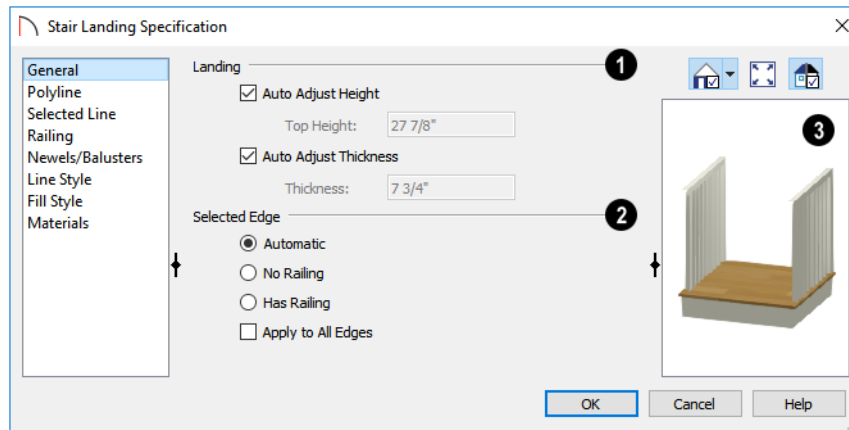 Stair Landing Specification
General
Polyline
Selected Line
Railing
Newels/Balusters
Line Style
Fill Style
Materials
Landing
1
Auto Adjust Height
Top Height: 27 7/8"
Auto Adjust Thickness
Thickness: 7 3/4"
Selected Edge
2
Automatic
No Railing
Has Railing
Apply to All Edges
3
OK Cancel Help